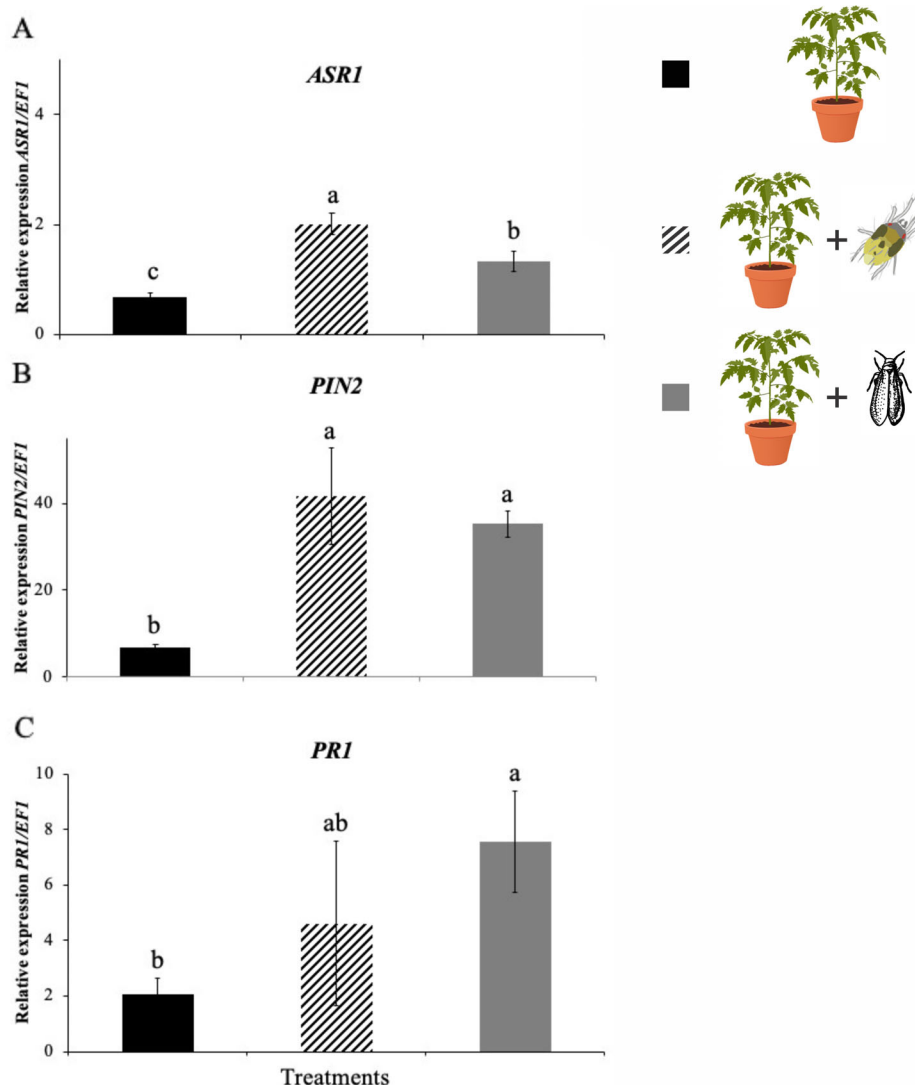 A
ASR1
Relative expression ASR1/EF1
4
2
0
c
a
b
+
B
PIN2
Relative expression PIN2/EF1
40
20
0
b
a
a
+
C
PR1
Relative expression PR1/EF1
10
8
6
4
2
0
b
ab
a
Treatments